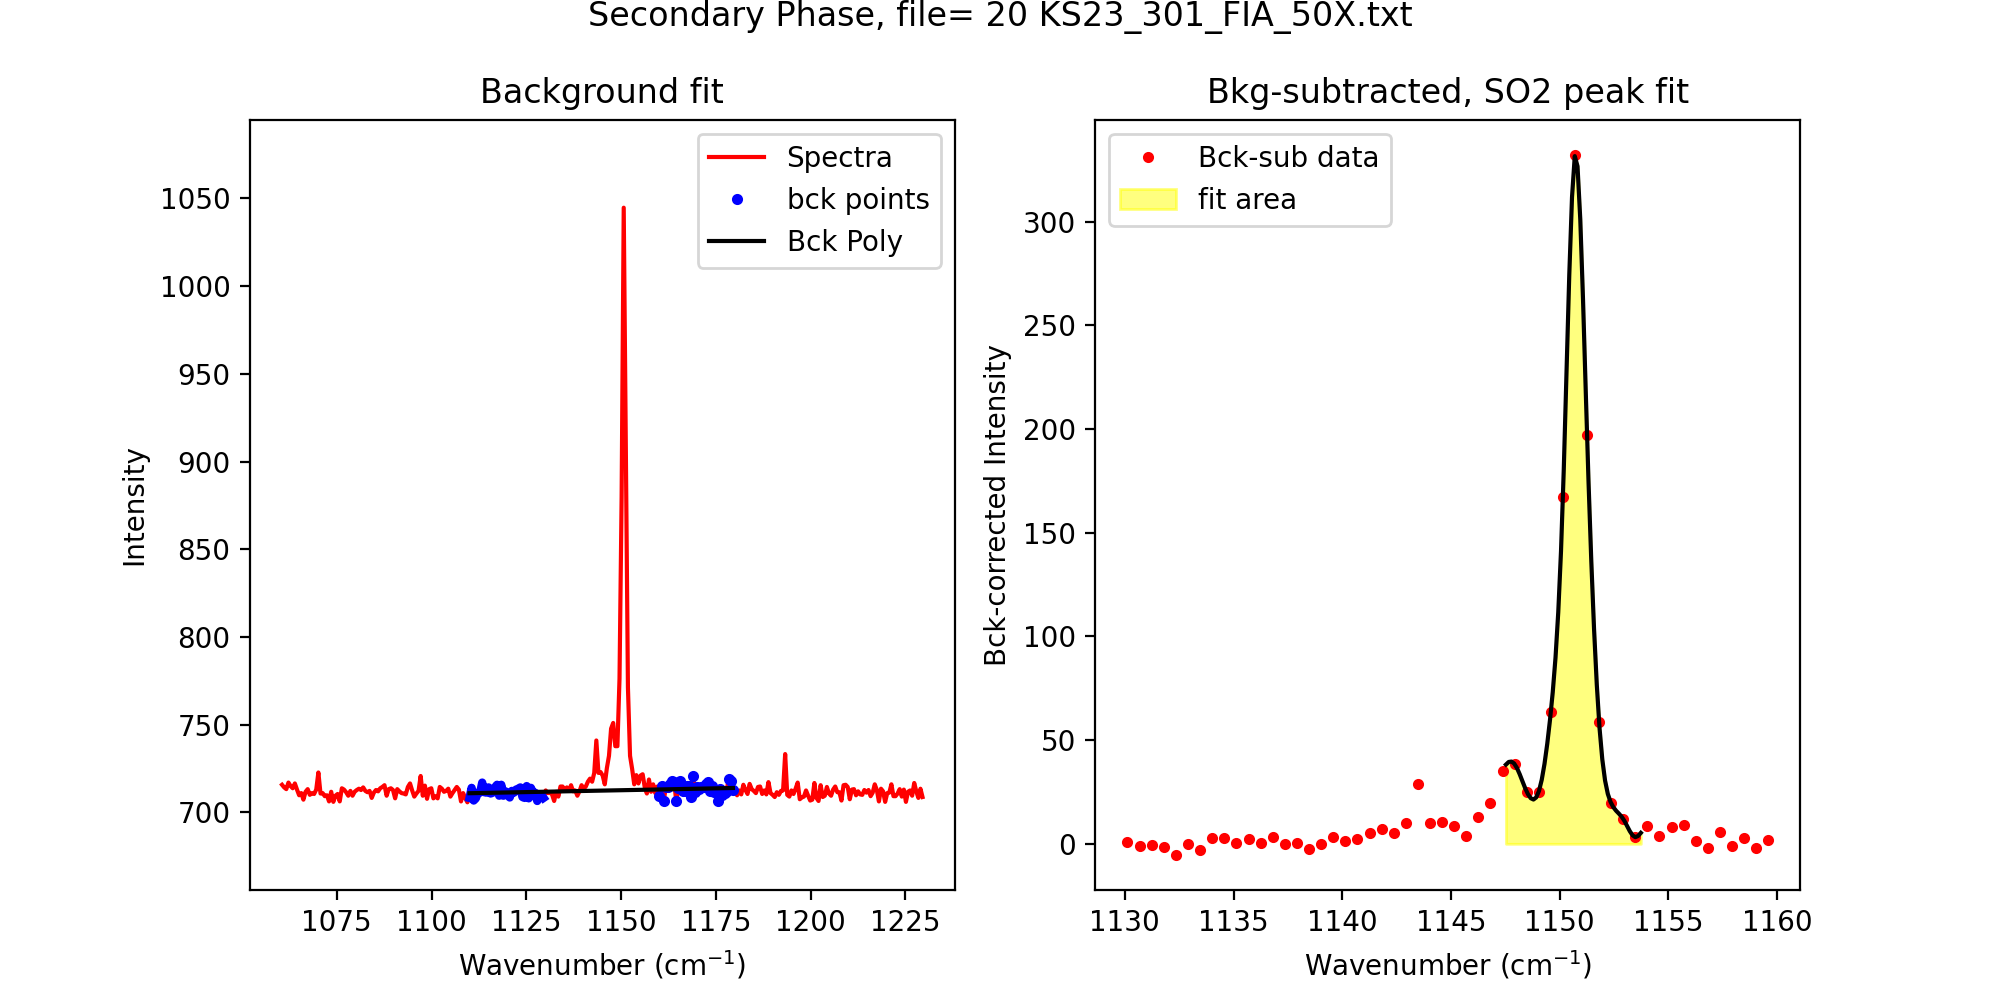 Secondary Phase, file= 20 KS23_301_FIA_50X.txt
Background fit
Spectra
bck points
Bck Poly
1050
1000
950
900
850
800
750
700
Intensity
1075 1100 1125 1150 1175 1200 1225
Wavenumber (cm⁻¹)
Bkg-subtracted, SO2 peak fit
Bck-sub data
fit area
300
250
200
150
100
50
0
Bck-corrected Intensity
1130 1135 1140 1145 1150 1155 1160
Wavenumber (cm⁻¹)